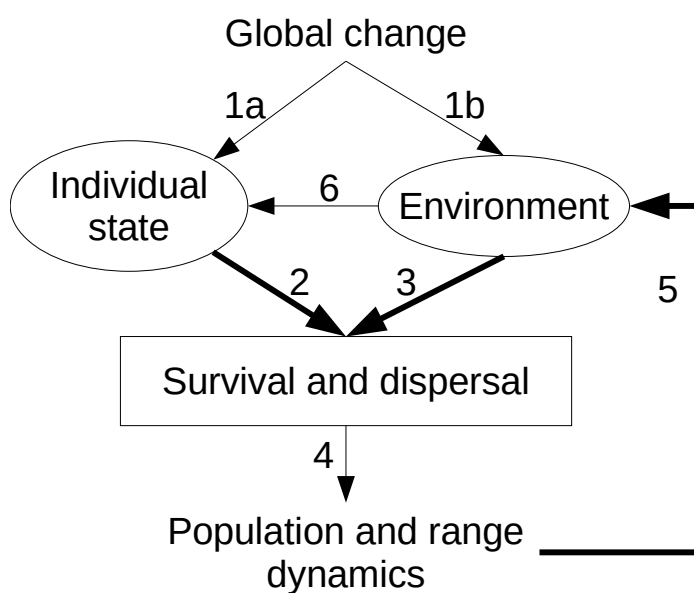 Global change
1a
1b
Individual
state
6
Environment
2
3
5
Survival and dispersal
4
Population and range
dynamics